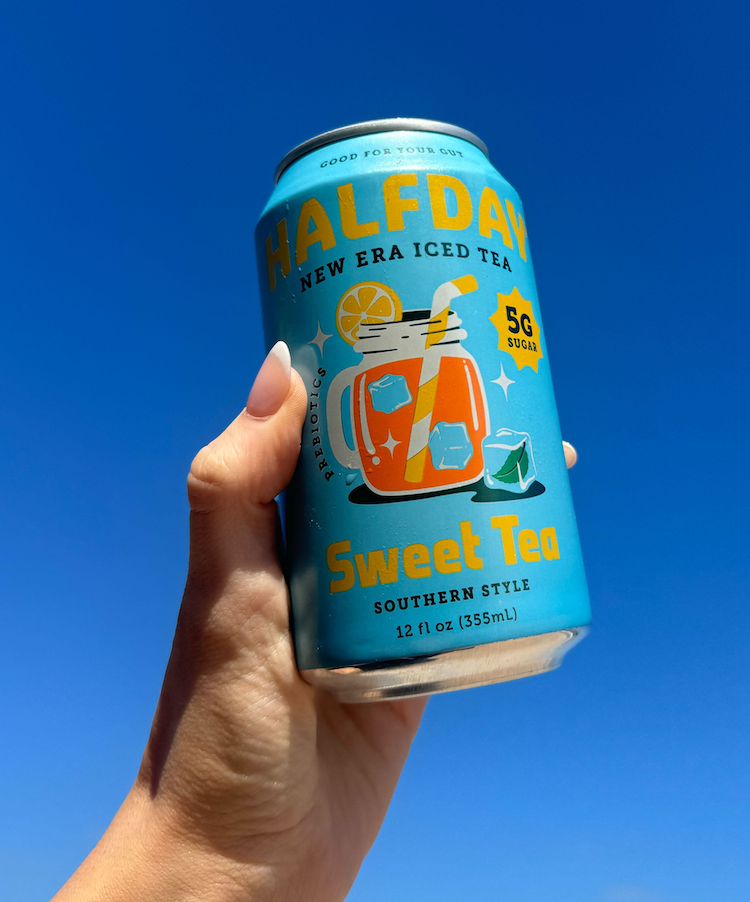 GOOD FOR YOUR GUT
HALFDAY
NEW ERA ICED TEA
5G
SUGAR
PREBIOTICS
Sweet Tea
SOUTHERN STYLE
12 fl oz (355mL)